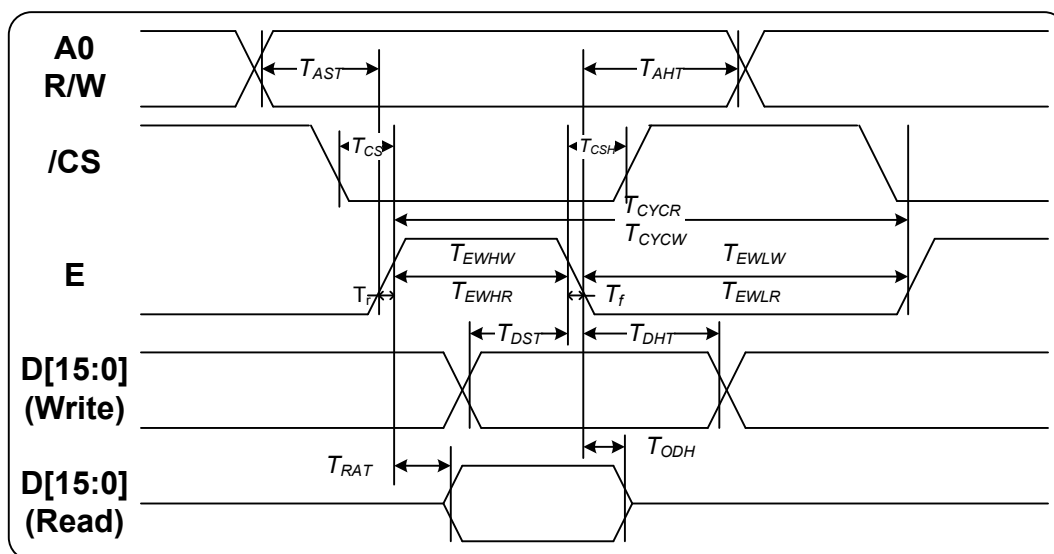 A0
R/W
T_AST
T_AHT
/CS
T_CS
T_CSH
T_CYCR
T_CYCW
E
T_EWHW
T_EWLW
T_r
T_EWHR
T_f
T_EWLR
D[15:0]
(Write)
T_DST
T_DHT
D[15:0]
(Read)
T_RAT
T_ODH